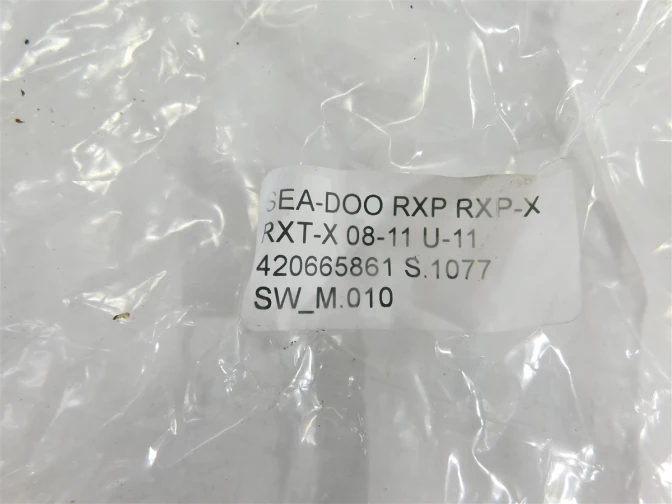 SEA-DOO RXP RXP-X
RXT-X 08-11 U-11
420665861 S.1077
SW_M.010